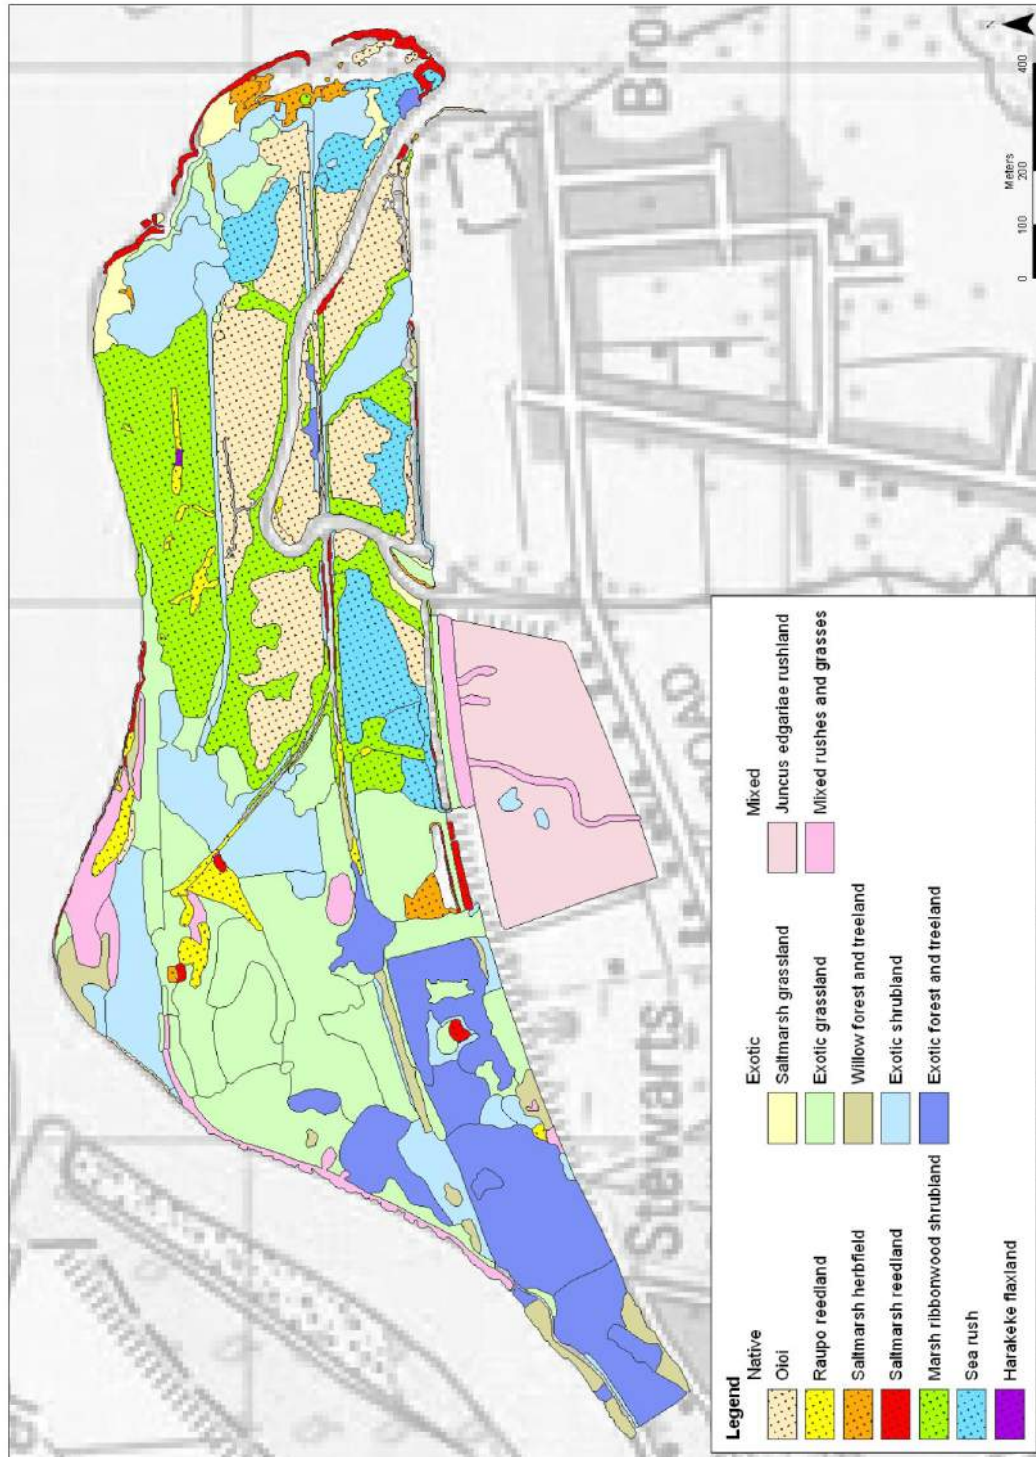 Bro
Stewarts
OAD
0 100 200 400
Meters
Legend
Native
Oioi
Raupo reedland
Saltmarsh herbfield
Saltmarsh reedland
Marsh ribbonwood shrubland
Sea rush
Harakeke flaxland
Exotic
Saltmarsh grassland
Exotic grassland
Willow forest and treeland
Exotic shrubland
Exotic forest and treeland
Mixed
Juncus edgariae rushland
Mixed rushes and grasses